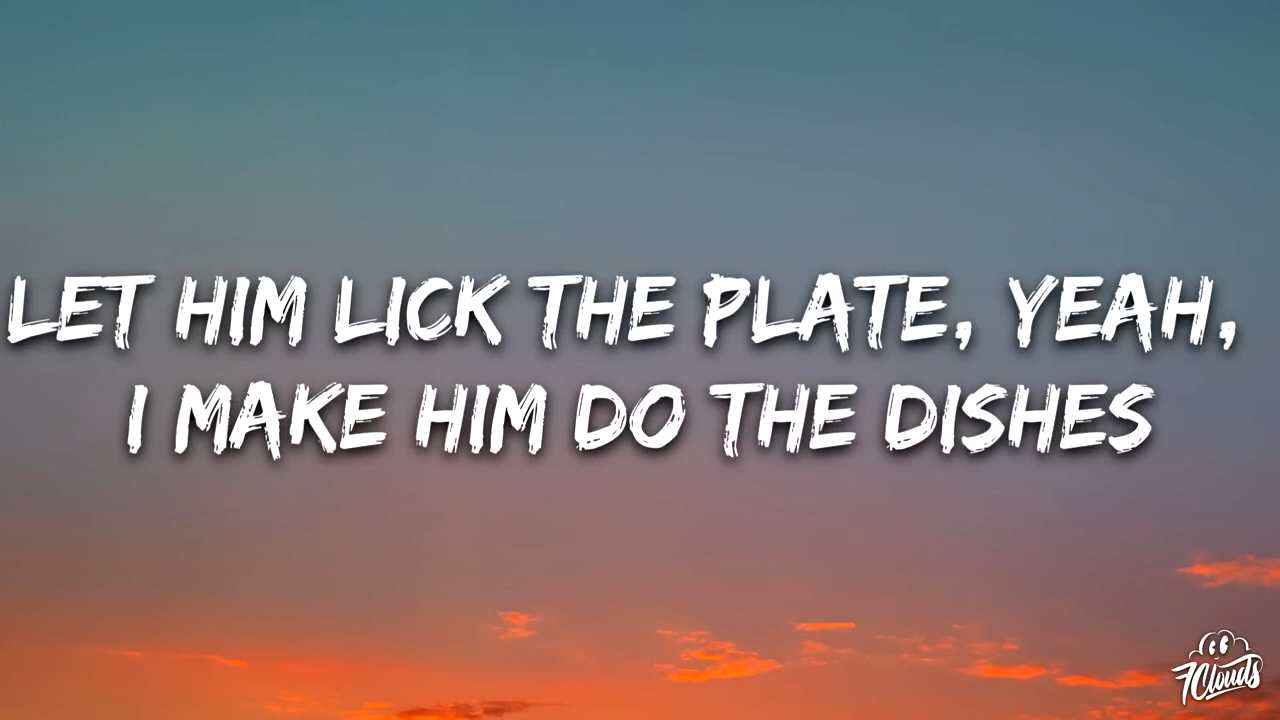 LET HIM LICK THE PLATE, YEAH,
I MAKE HIM DO THE DISHES
7Clouds